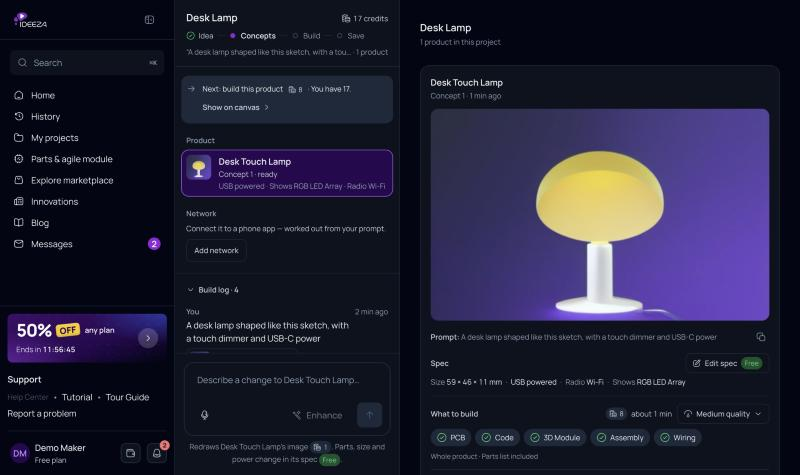 IDEEZA
Search
⌘K
Home
History
My projects
Parts & agile module
Explore marketplace
Innovations
Blog
Messages
2
50% OFF any plan
Ends in 11:56:45
Support
Help Center • Tutorial • Tour Guide
Report a problem
DM
Demo Maker
Free plan
2
Desk Lamp
17 credits
Idea
Concepts
Build
Save
"A desk lamp shaped like this sketch, with a tou... · 1 product
Next: build this product 8 · You have 17.
Show on canvas
Product
Desk Touch Lamp
Concept 1 · ready
USB powered · Shows RGB LED Array · Radio Wi-Fi
Network
Connect it to a phone app — worked out from your prompt.
Add network
Build log · 4
You
2 min ago
A desk lamp shaped like this sketch, with
a touch dimmer and USB-C power
Describe a change to Desk Touch Lamp...
Enhance
Redraws Desk Touch Lamp's image 1 . Parts, size and
power change in its spec Free .
Desk Lamp
1 product in this project
Desk Touch Lamp
Concept 1 · 1 min ago
Prompt: A desk lamp shaped like this sketch, with a touch dimmer and USB-C power
Spec
Edit spec Free
Size 59 × 46 × 11 mm · USB powered · Radio Wi-Fi · Shows RGB LED Array
What to build
8 about 1 min
Medium quality
PCB
Code
3D Module
Assembly
Wiring
Whole product · Parts list included